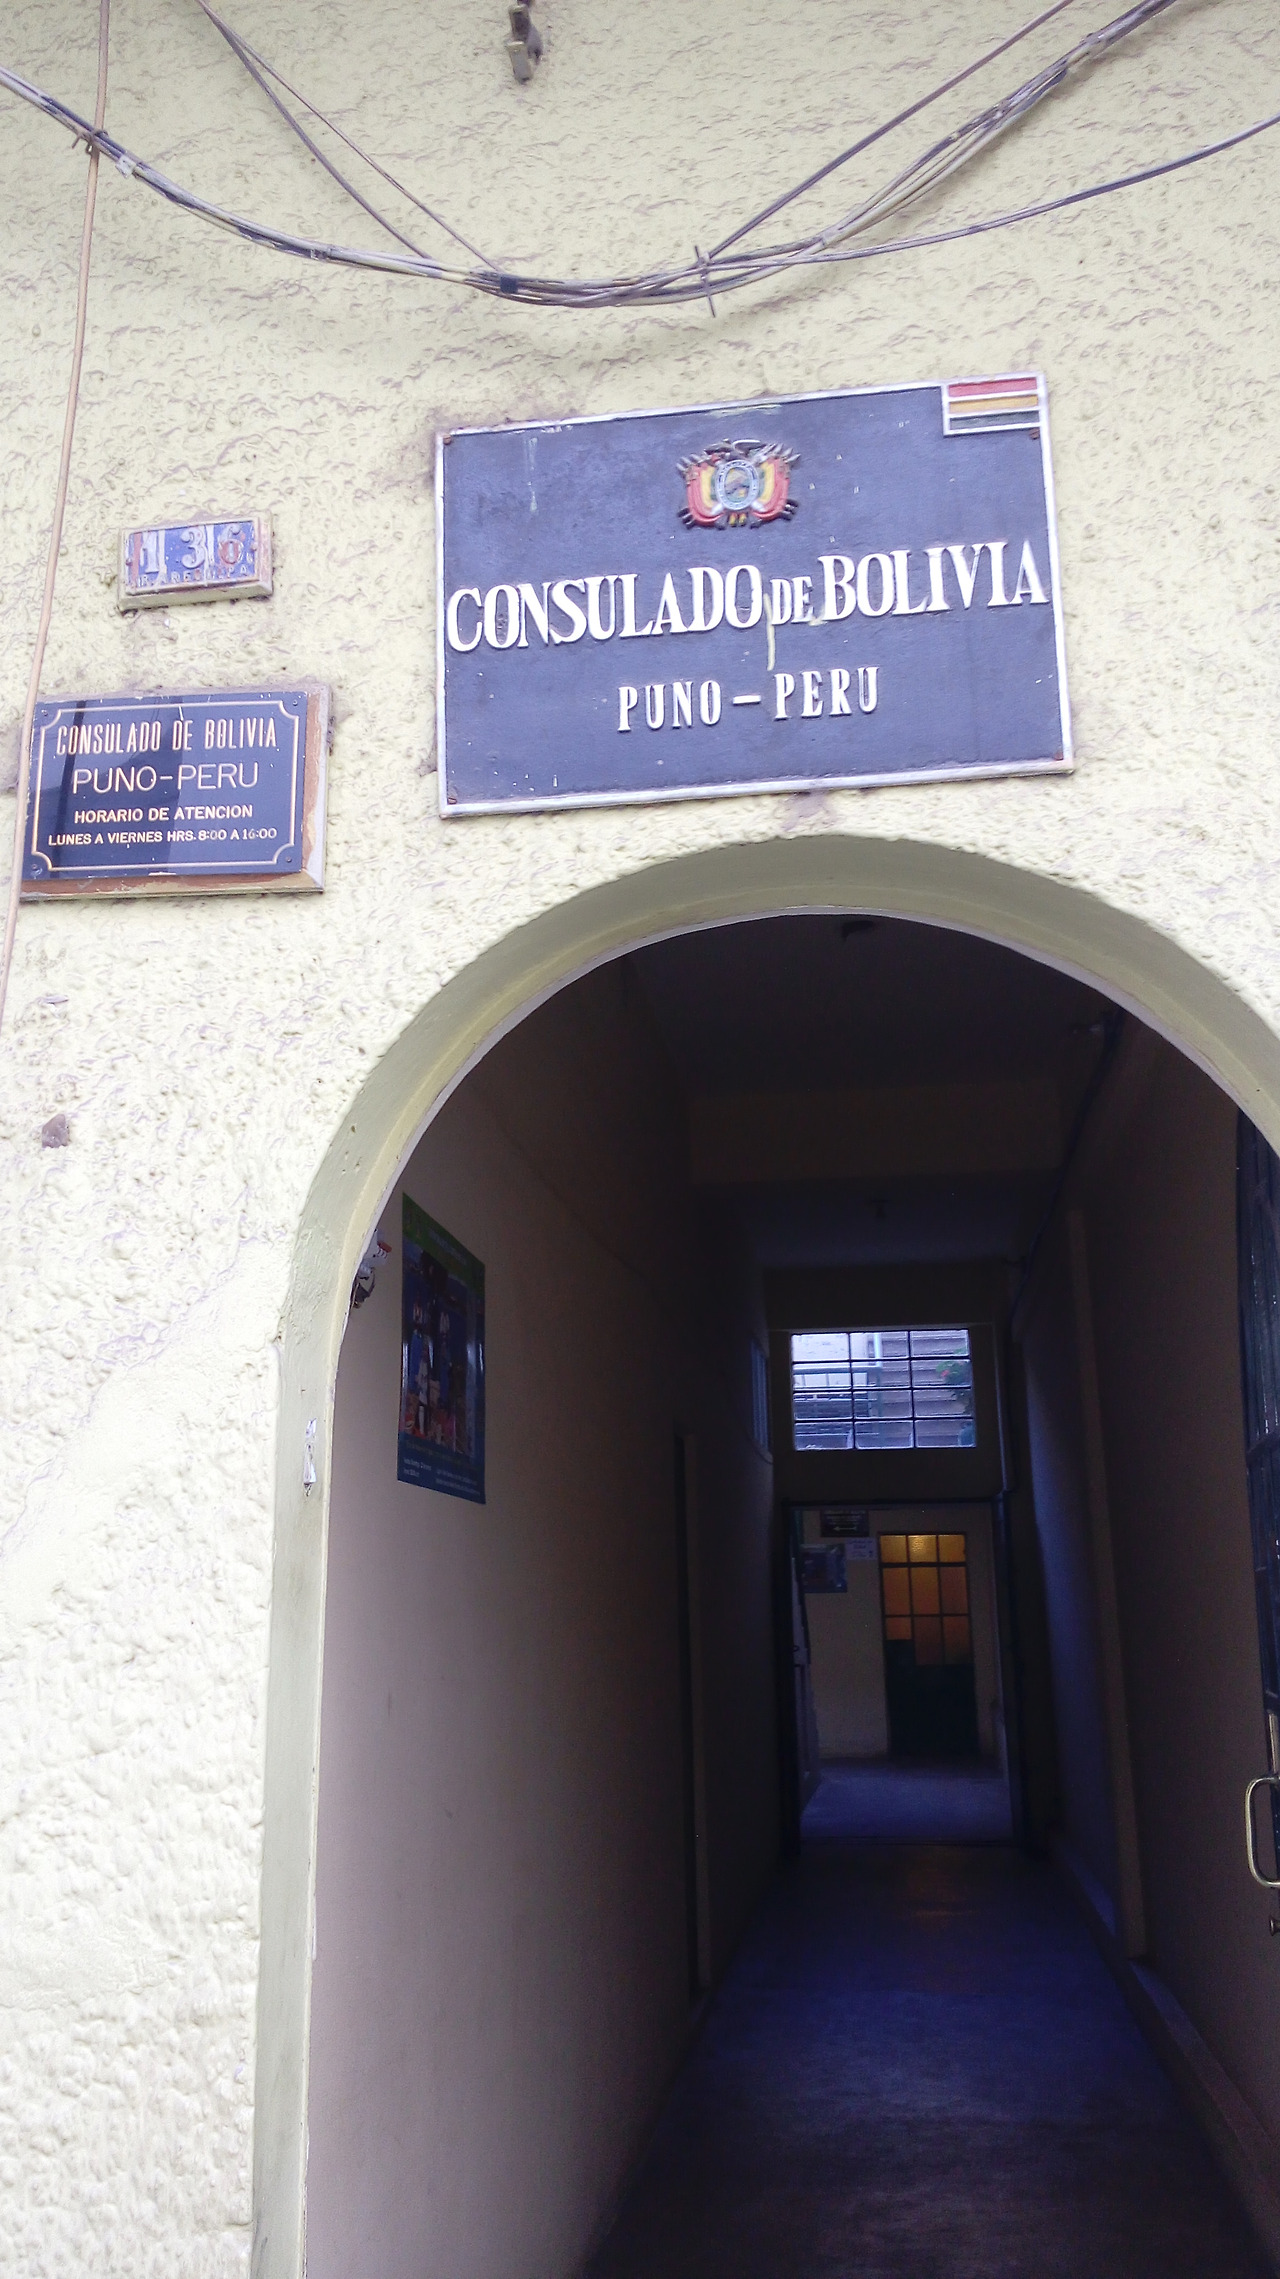 CONSULADO DE BOLIVIA
PUNO - PERU
136
CONSULADO DE BOLIVIA
PUNO-PERU
HORARIO DE ATENCION
LUNES A VIERNES HRS. 8:00 A 16:00